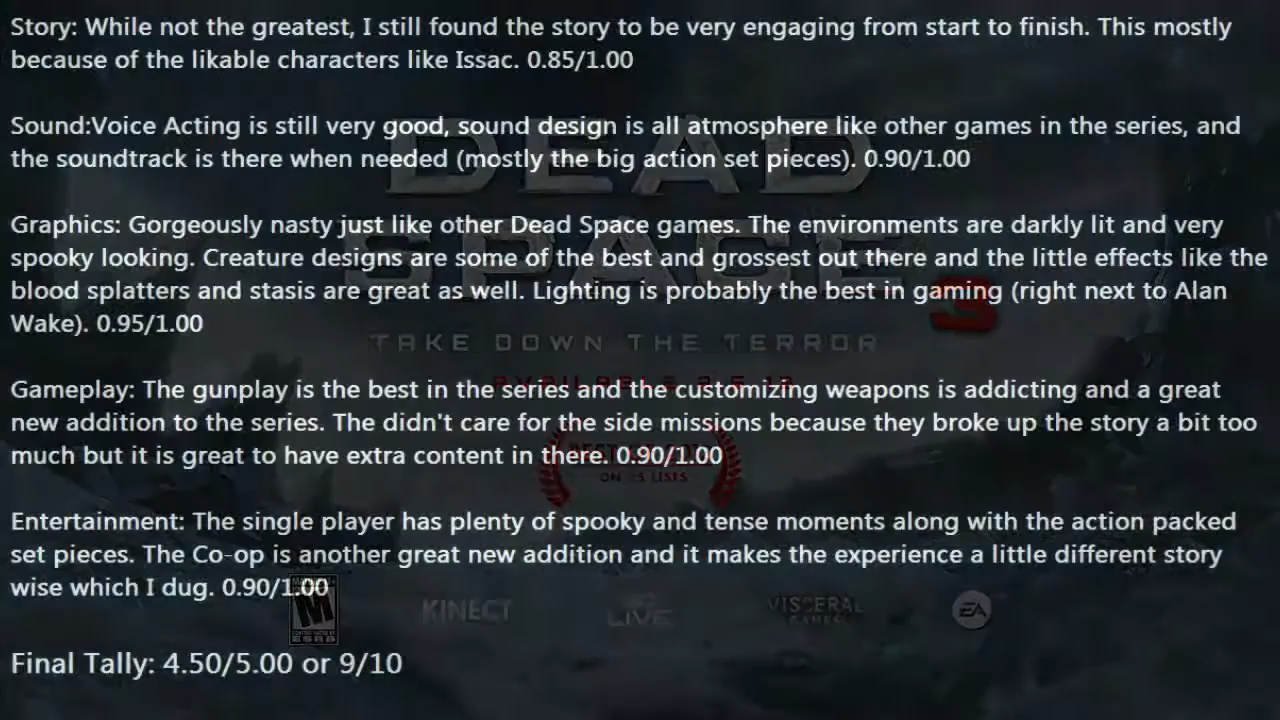 Story: While not the greatest, I still found the story to be very engaging from start to finish. This mostly
because of the likable characters like Issac. 0.85/1.00
Sound:Voice Acting is still very good, sound design is all atmosphere like other games in the series, and
the soundtrack is there when needed (mostly the big action set pieces). 0.90/1.00
DEAD
Graphics: Gorgeously nasty just like other Dead Space games. The environments are darkly lit and very
spooky looking. Creature designs are some of the best and grossest out there and the little effects like the
SPACE
blood splatters and stasis are great as well. Lighting is probably the best in gaming (right next to Alan
3
Wake). 0.95/1.00
TAKE DOWN THE TERROR
Gameplay: The gunplay is the best in the series and the customizing weapons is addicting and a great
new addition to the series. The didn't care for the side missions because they broke up the story a bit too
much but it is great to have extra content in there. 0.90/1.00
Entertainment: The single player has plenty of spooky and tense moments along with the action packed
set pieces. The Co-op is another great new addition and it makes the experience a little different story
wise which I dug. 0.90/1.00
M
ESRB
KINECT
LIVE
VISCERAL
GAMES
EA
Final Tally: 4.50/5.00 or 9/10